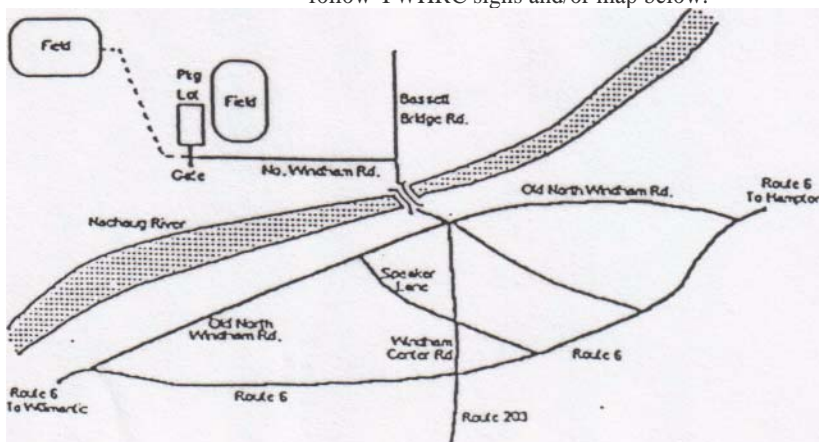 follow TWHRC signs and/or map below.
Field
Pkg
Lot
Field
Bassett
Bridge Rd.
Gate
No. Windham Rd.
Old North Windham Rd.
Route 6
To Hampton
Nachaug River
Speaker
Lane
Old North
Windham Rd.
Windham
Center Rd.
Route 6
Route 6
To Willimantic
Route 6
Route 203